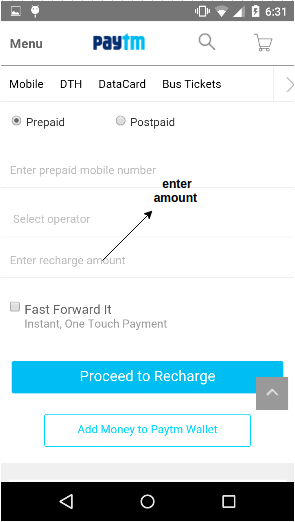 6:31
Menu
paytm
Mobile DTH DataCard Bus Tickets
Prepaid Postpaid
Enter prepaid mobile number
enter
amount
Select operator
Enter recharge amount
Fast Forward It
Instant, One Touch Payment
Proceed to Recharge
Add Money to Paytm Wallet